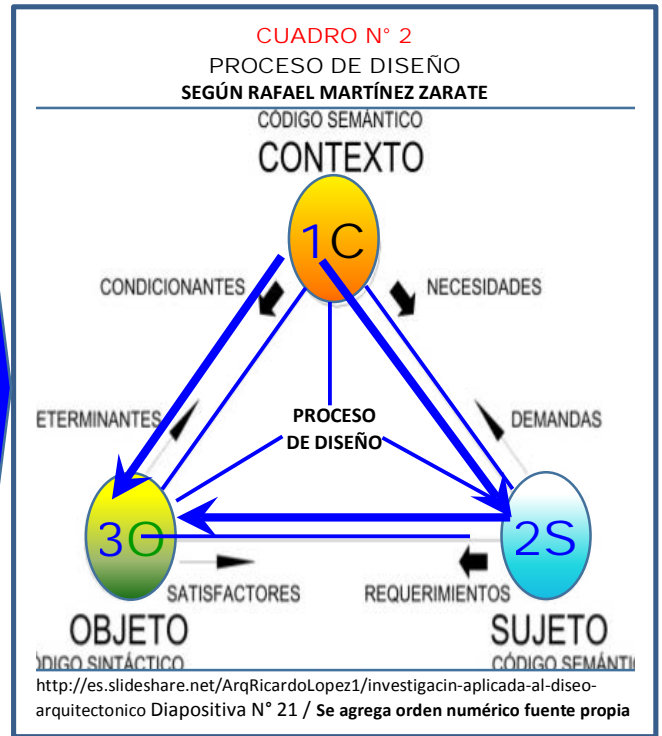 CUADRO N° 2
PROCESO DE DISEÑO
SEGÚN RAFAEL MARTÍNEZ ZARATE
CÓDIGO SEMÁNTICO
CONTEXTO
1C
CONDICIONANTES
NECESIDADES
ETERMINANTES
PROCESO
DE DISEÑO
DEMANDAS
3O
2S
SATISFACTORES
REQUERIMIENTOS
OBJETO
SUJETO
ÓDIGO SINTÁCTICO
CÓDIGO SEMÁNTI
http://es.slideshare.net/ArqRicardoLopez1/investigacin-aplicada-al-diseo-
arquitectonico Diapositiva N° 21 / Se agrega orden numérico fuente propia